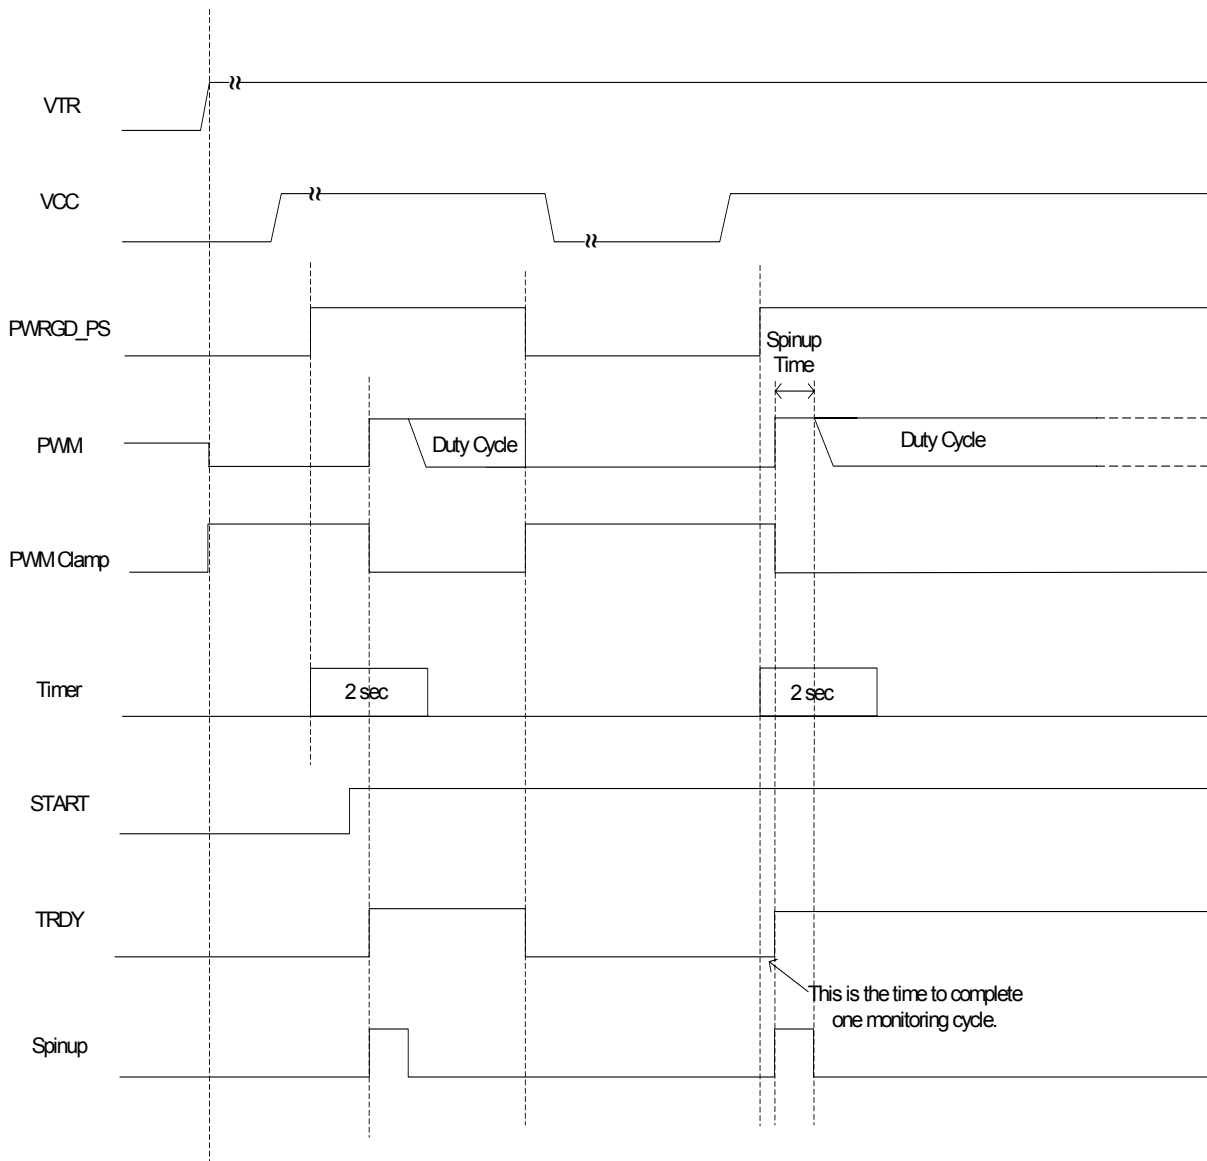 VTR
VCC
PWRGD_PS
Spinup
Time
PWM
Duty Cycle
Duty Cycle
PWM Clamp
Timer
2 sec
2 sec
START
TRDY
This is the time to complete
one monitoring cycle.
Spinup